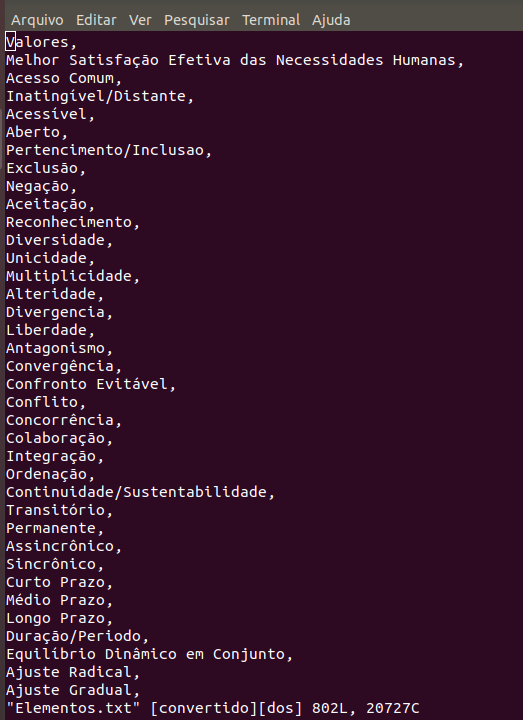 Arquivo Editar Ver Pesquisar Terminal Ajuda
Valores,
Melhor Satisfação Efetiva das Necessidades Humanas,
Acesso Comum,
Inatingível/Distante,
Acessível,
Aberto,
Pertencimento/Inclusao,
Exclusão,
Negação,
Aceitação,
Reconhecimento,
Diversidade,
Unicidade,
Multiplicidade,
Alteridade,
Divergencia,
Liberdade,
Antagonismo,
Convergência,
Confronto Evitável,
Conflito,
Concorrência,
Colaboração,
Integração,
Ordenação,
Continuidade/Sustentabilidade,
Transitório,
Permanente,
Assincrônico,
Sincrônico,
Curto Prazo,
Médio Prazo,
Longo Prazo,
Duração/Periodo,
Equilíbrio Dinâmico em Conjunto,
Ajuste Radical,
Ajuste Gradual,
"Elementos.txt" [convertido][dos] 802L, 20727C